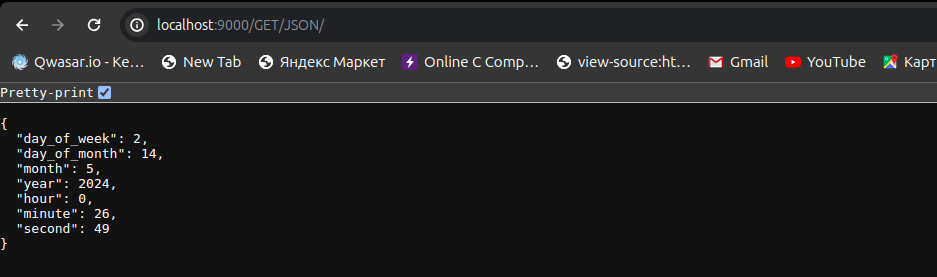 localhost:9000/GET/JSON/
Qwasar.io - Ke... New Tab Яндекс Маркет Online C Comp... view-source:ht... Gmail YouTube Карт
Pretty-print
{
  "day_of_week": 2,
  "day_of_month": 14,
  "month": 5,
  "year": 2024,
  "hour": 0,
  "minute": 26,
  "second": 49
}